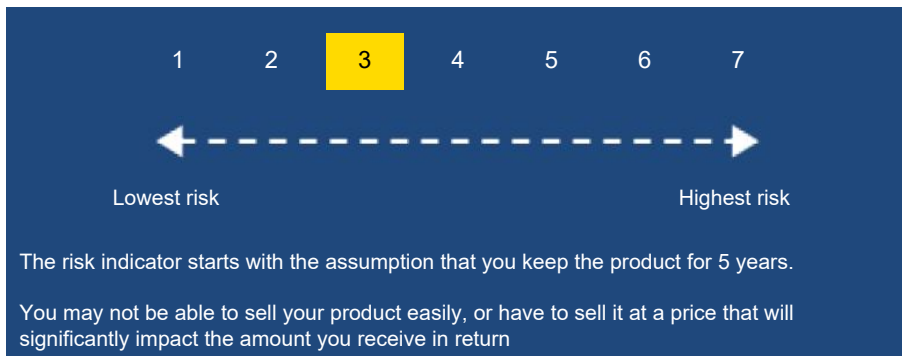 1 2 3 4 5 6 7
Lowest risk Highest risk
The risk indicator starts with the assumption that you keep the product for 5 years.
You may not be able to sell your product easily, or have to sell it at a price that will
significantly impact the amount you receive in return